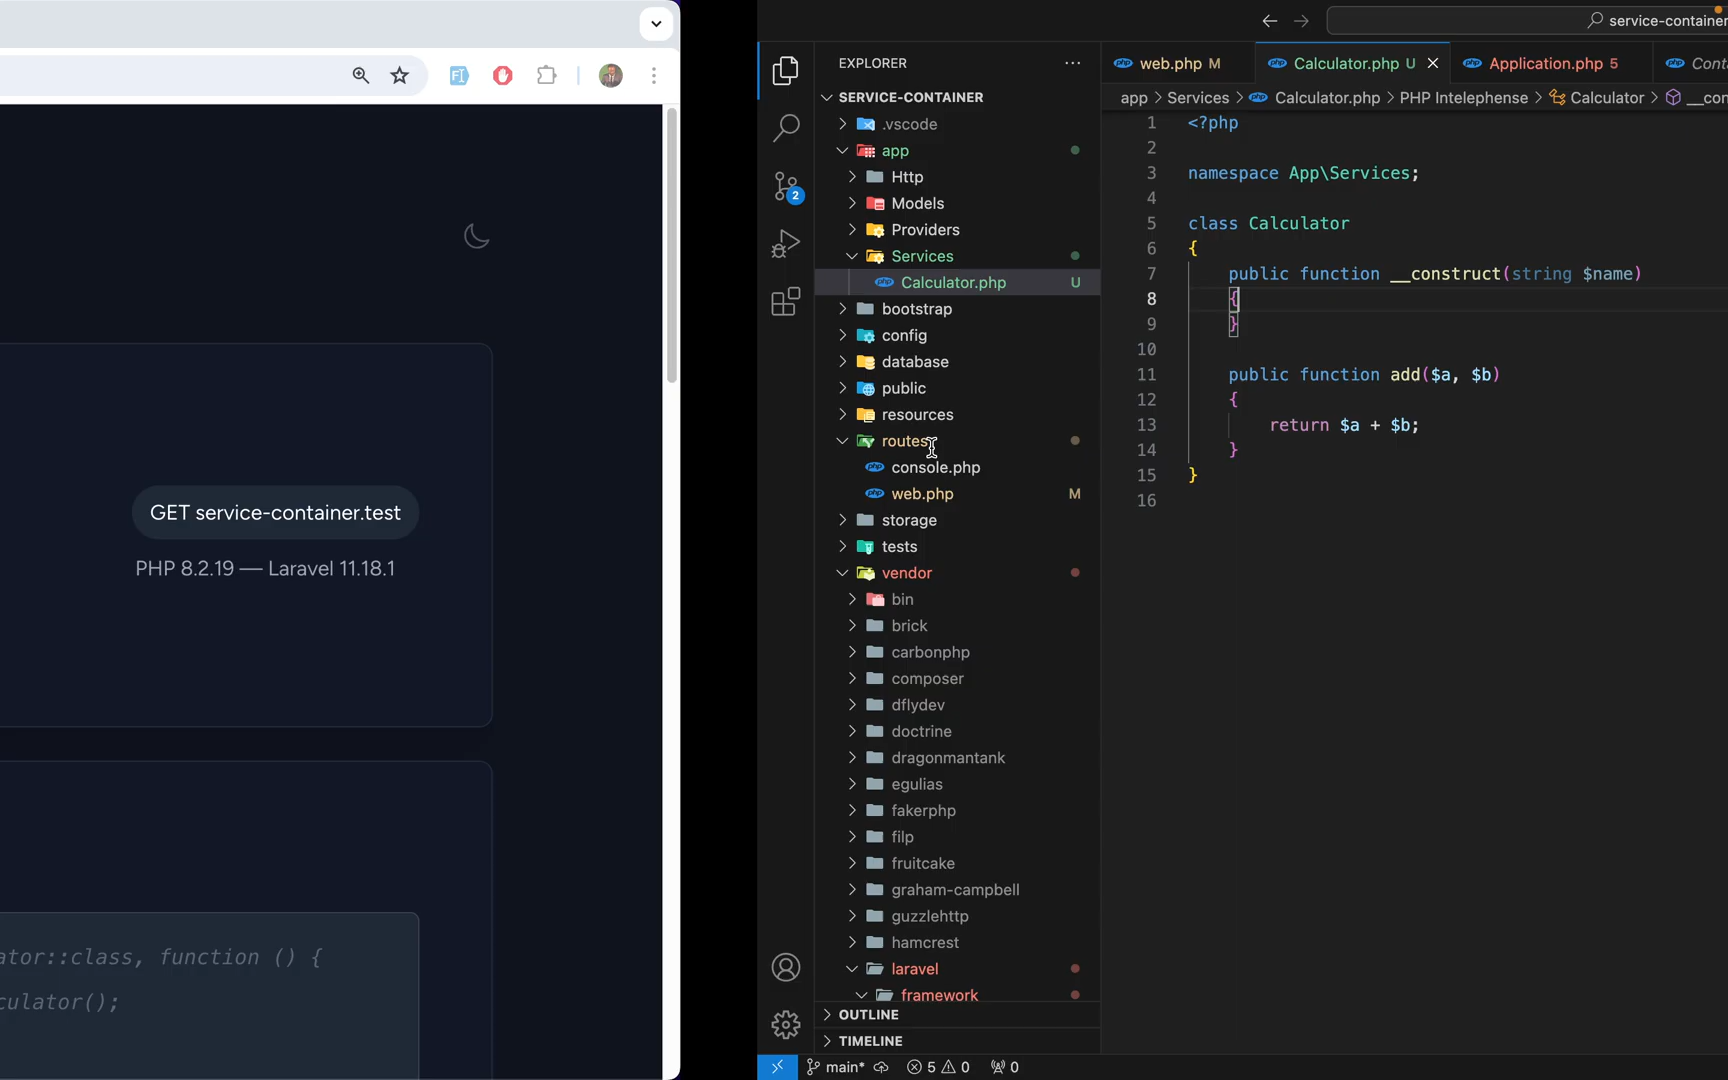 GET service-container.test
PHP 8.2.19 — Laravel 11.18.1
ator::class, function () {
culator();
service-container
EXPLORER
SERVICE-CONTAINER
.vscode
app
Http
Models
Providers
Services
Calculator.php U
bootstrap
config
database
public
resources
routes
console.php
web.php M
storage
tests
vendor
bin
brick
carbonphp
composer
dflydev
doctrine
dragonmantank
egulias
fakerphp
filp
fruitcake
graham-campbell
guzzlehttp
hamcrest
laravel
framework
OUTLINE
TIMELINE
2
main* 5 0 0
web.php M Calculator.php U Application.php 5 Cont
app > Services > Calculator.php > PHP Intelephense > Calculator > __con
1 <?php
2
3 namespace App\Services;
4
5 class Calculator
6 {
7 public function __construct(string $name)
8 {
9 }
10
11 public function add($a, $b)
12 {
13 return $a + $b;
14 }
15 }
16